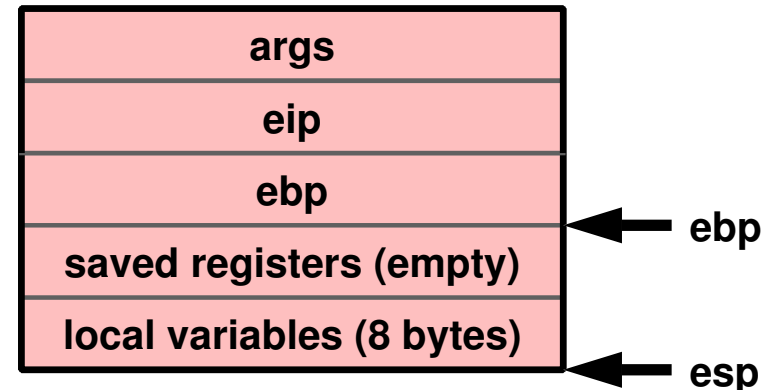 args
eip
ebp
ebp
saved registers (empty)
local variables (8 bytes)
esp